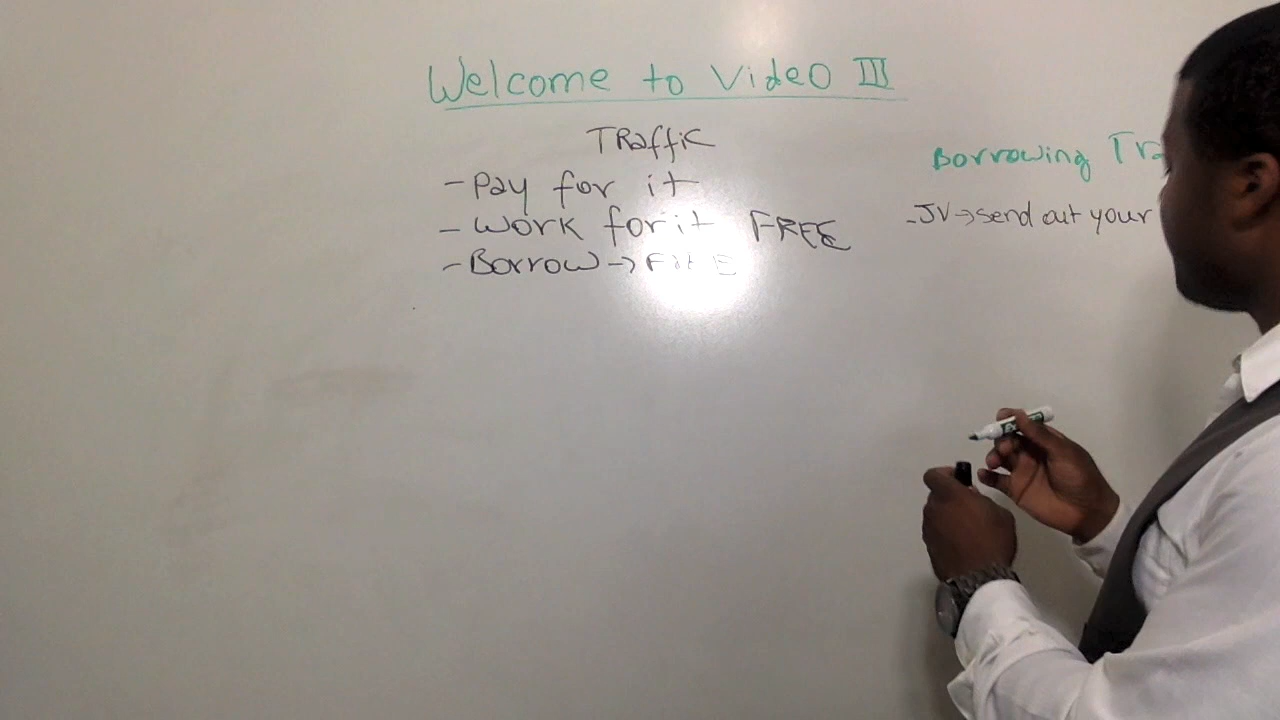 Welcome to Video III
Traffic
- Pay for it
- Work for it FREE
- Borrow →
Borrowing
- JV → send out your